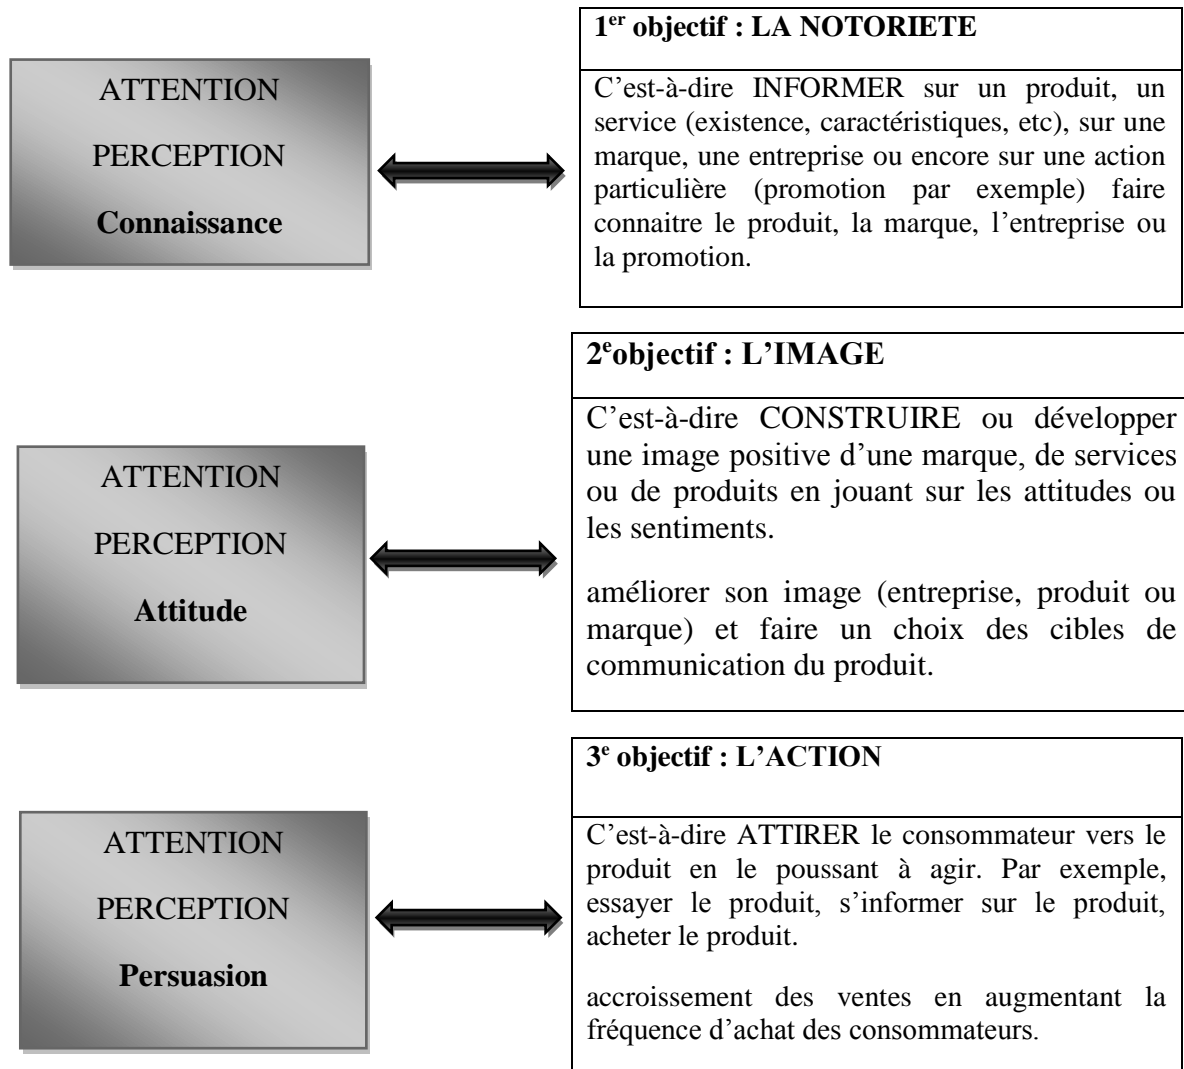 1er objectif : LA NOTORIETE
ATTENTION
PERCEPTION
Connaissance
C’est-à-dire INFORMER sur un produit, un
service (existence, caractéristiques, etc), sur une
marque, une entreprise ou encore sur une action
particulière (promotion par exemple) faire
connaitre le produit, la marque, l’entreprise ou
la promotion.
2eobjectif : L’IMAGE
ATTENTION
PERCEPTION
Attitude
C’est-à-dire CONSTRUIRE ou développer
une image positive d’une marque, de services
ou de produits en jouant sur les attitudes ou
les sentiments.
améliorer son image (entreprise, produit ou
marque) et faire un choix des cibles de
communication du produit.
3e objectif : L’ACTION
ATTENTION
PERCEPTION
Persuasion
C’est-à-dire ATTIRER le consommateur vers le
produit en le poussant à agir. Par exemple,
essayer le produit, s’informer sur le produit,
acheter le produit.
accroissement des ventes en augmentant la
fréquence d’achat des consommateurs.